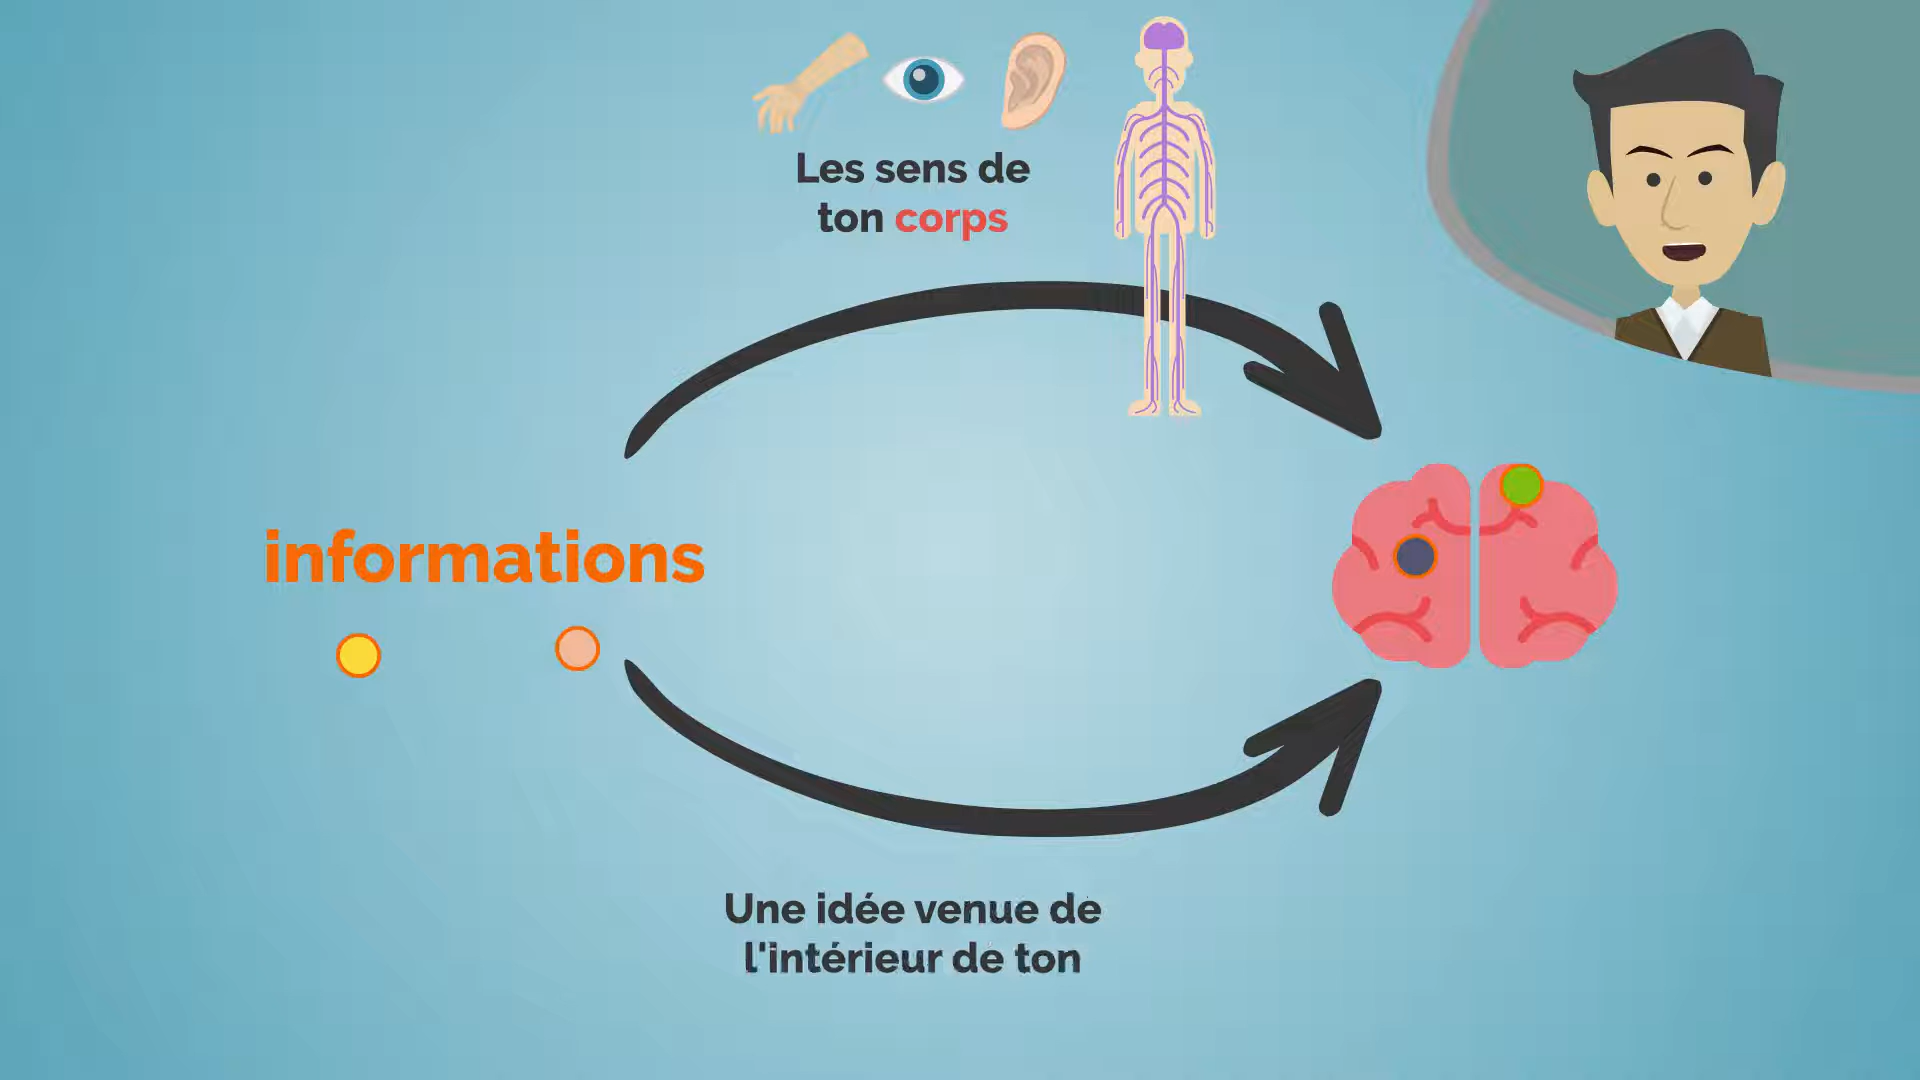 Les sens de
ton corps
informations
Une idée venue de
l'intérieur de ton